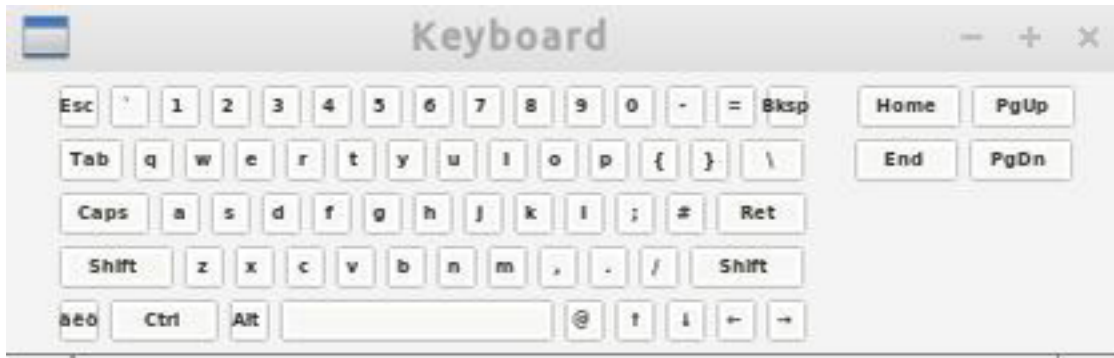 Keyboard
Esc ` 1 2 3 4 5 6 7 8 9 0 - = Bksp Home PgUp
Tab q w e r t y u i o p { } \ End PgDn
Caps a s d f g h j k l ; # Ret
Shift z x c v b n m , . / Shift
Ctrl Alt @ ↑ ↓ ← →